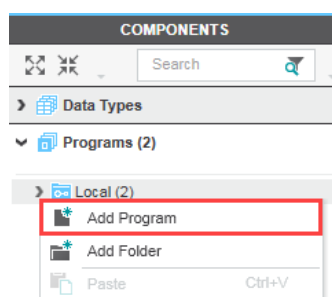 COMPONENTS
Search
Data Types
Programs (2)
Local (2)
Add Program
Add Folder
Paste Ctrl+V